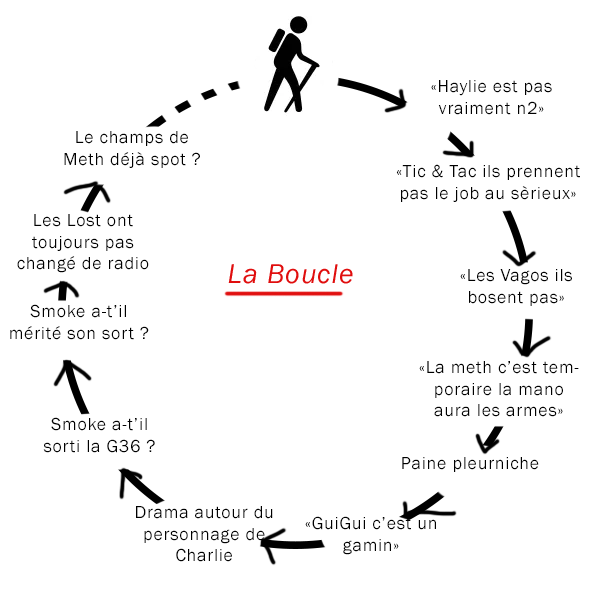 «Haylie est pas
vraiment n2»
«Tic & Tac ils prennent
pas le job au sèrieux»
«Les Vagos ils
bosent pas»
«La meth c'est tem-
poraire la mano
aura les armes»
Paine pleurniche
«GuiGui c'est un
gamin»
Drama autour du
personnage de
Charlie
Smoke a-t'il
sorti la G36 ?
Smoke a-t'il
mérité son sort ?
Les Lost ont
toujours pas
changé de radio
Le champs de
Meth déjà spot ?
La Boucle